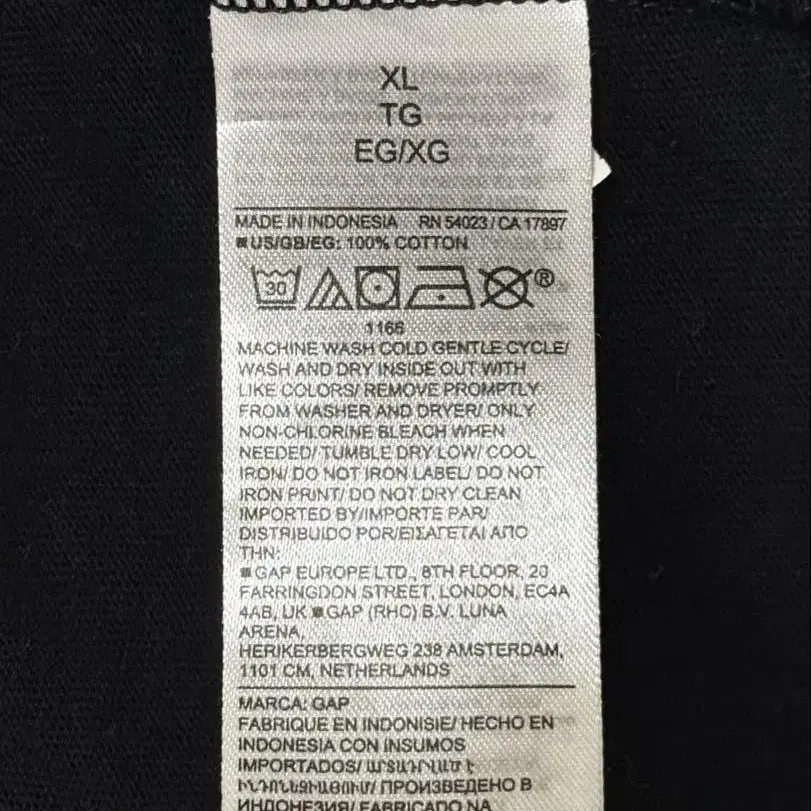 XL
TG
EG/XG
MADE IN INDONESIA RN 54023 / CA 17897
■ US/GB/EG: 100% COTTON
30 ®
1166
MACHINE WASH COLD GENTLE CYCLE/
WASH AND DRY INSIDE OUT WITH
LIKE COLORS/ REMOVE PROMPTLY
FROM WASHER AND DRYER/ ONLY
NON-CHLORINE BLEACH WHEN
NEEDED/ TUMBLE DRY LOW/ COOL
IRON/ DO NOT IRON LABEL/ DO NOT
IRON PRINT/ DO NOT DRY CLEAN
IMPORTED BY/IMPORTE PAR/
DISTRIBUIDO POR/ΕΙΣΑΓΕΤΑΙ ΑΠΟ
ΤΗΝ:
■ GAP EUROPE LTD., 8TH FLOOR, 20
FARRINGDON STREET, LONDON, EC4A
4AB, UK ■ GAP (RHC) B.V. LUNA
ARENA,
HERIKERBERGWEG 238 AMSTERDAM,
1101 CM, NETHERLANDS
MARCA: GAP
FABRIQUE EN INDONISIE/ HECHO EN
INDONESIA CON INSUMOS
IMPORTADOS/ ԱՐՏԱԴՐՎԱԾ Է
ԻՆԴՈՆԵԶԻԱՅՈՒՄ/ ПРОИЗВЕДЕНО В
ИНДОНЕЗИЯ/ FABRICADO NA